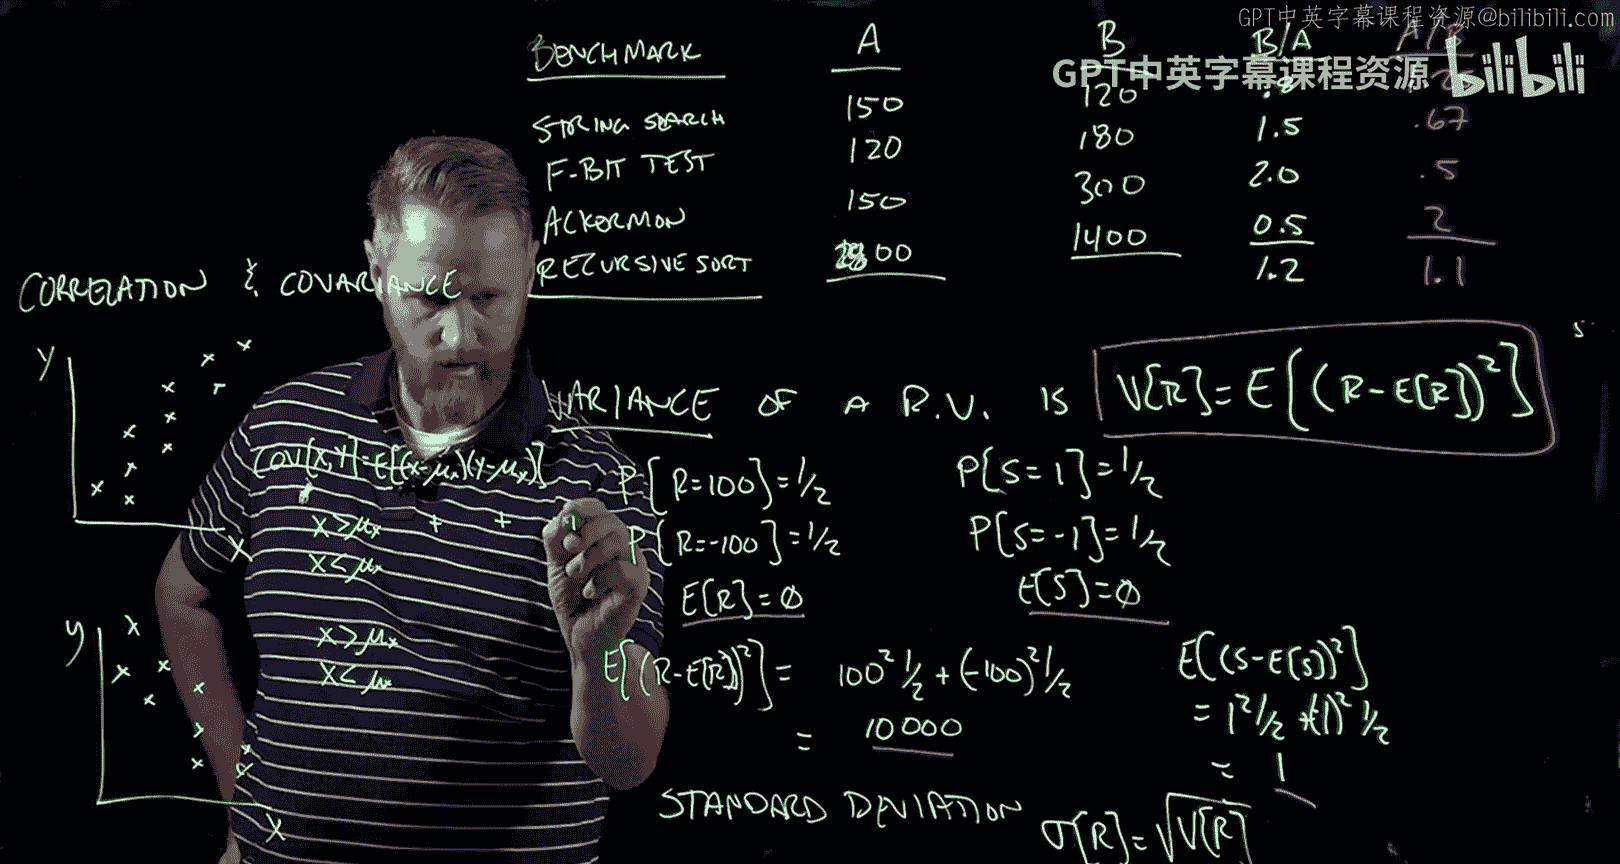 GPT中英字幕课程资源@bilibili.com
GPT中英字幕课程资源 bilibili
BENCHMARK A B B/A A/B
STRING SEARCH 150 120 .8
F-BIT TEST 120 180 1.5 .67
ACKERMON 150 300 2.0 .5
RECURSIVE SORT 00 1400 0.5 2
1.2 1.1
CORRELATION & COVARIANCE
Y
X
VARIANCE OF A R.V. IS V[R]=E[(R-E[R])²]
COV[X,Y]=E[(X-μx)(Y-μx)]
X>μx + +
X<μx
X>μx
X<μx
P[R=100]=1/2
P[R=-100]=1/2
E[R]=0
E[(R-E[R])²]= 100² 1/2+(-100)² 1/2
= 10000
P[S=1]=1/2
P[S=-1]=1/2
E[S]=0
E[(S-E[S])²]
= 1² 1/2 +(-1)² 1/2
= 1
y
X
STANDARD DEVIATION σ[R]=√V[R]